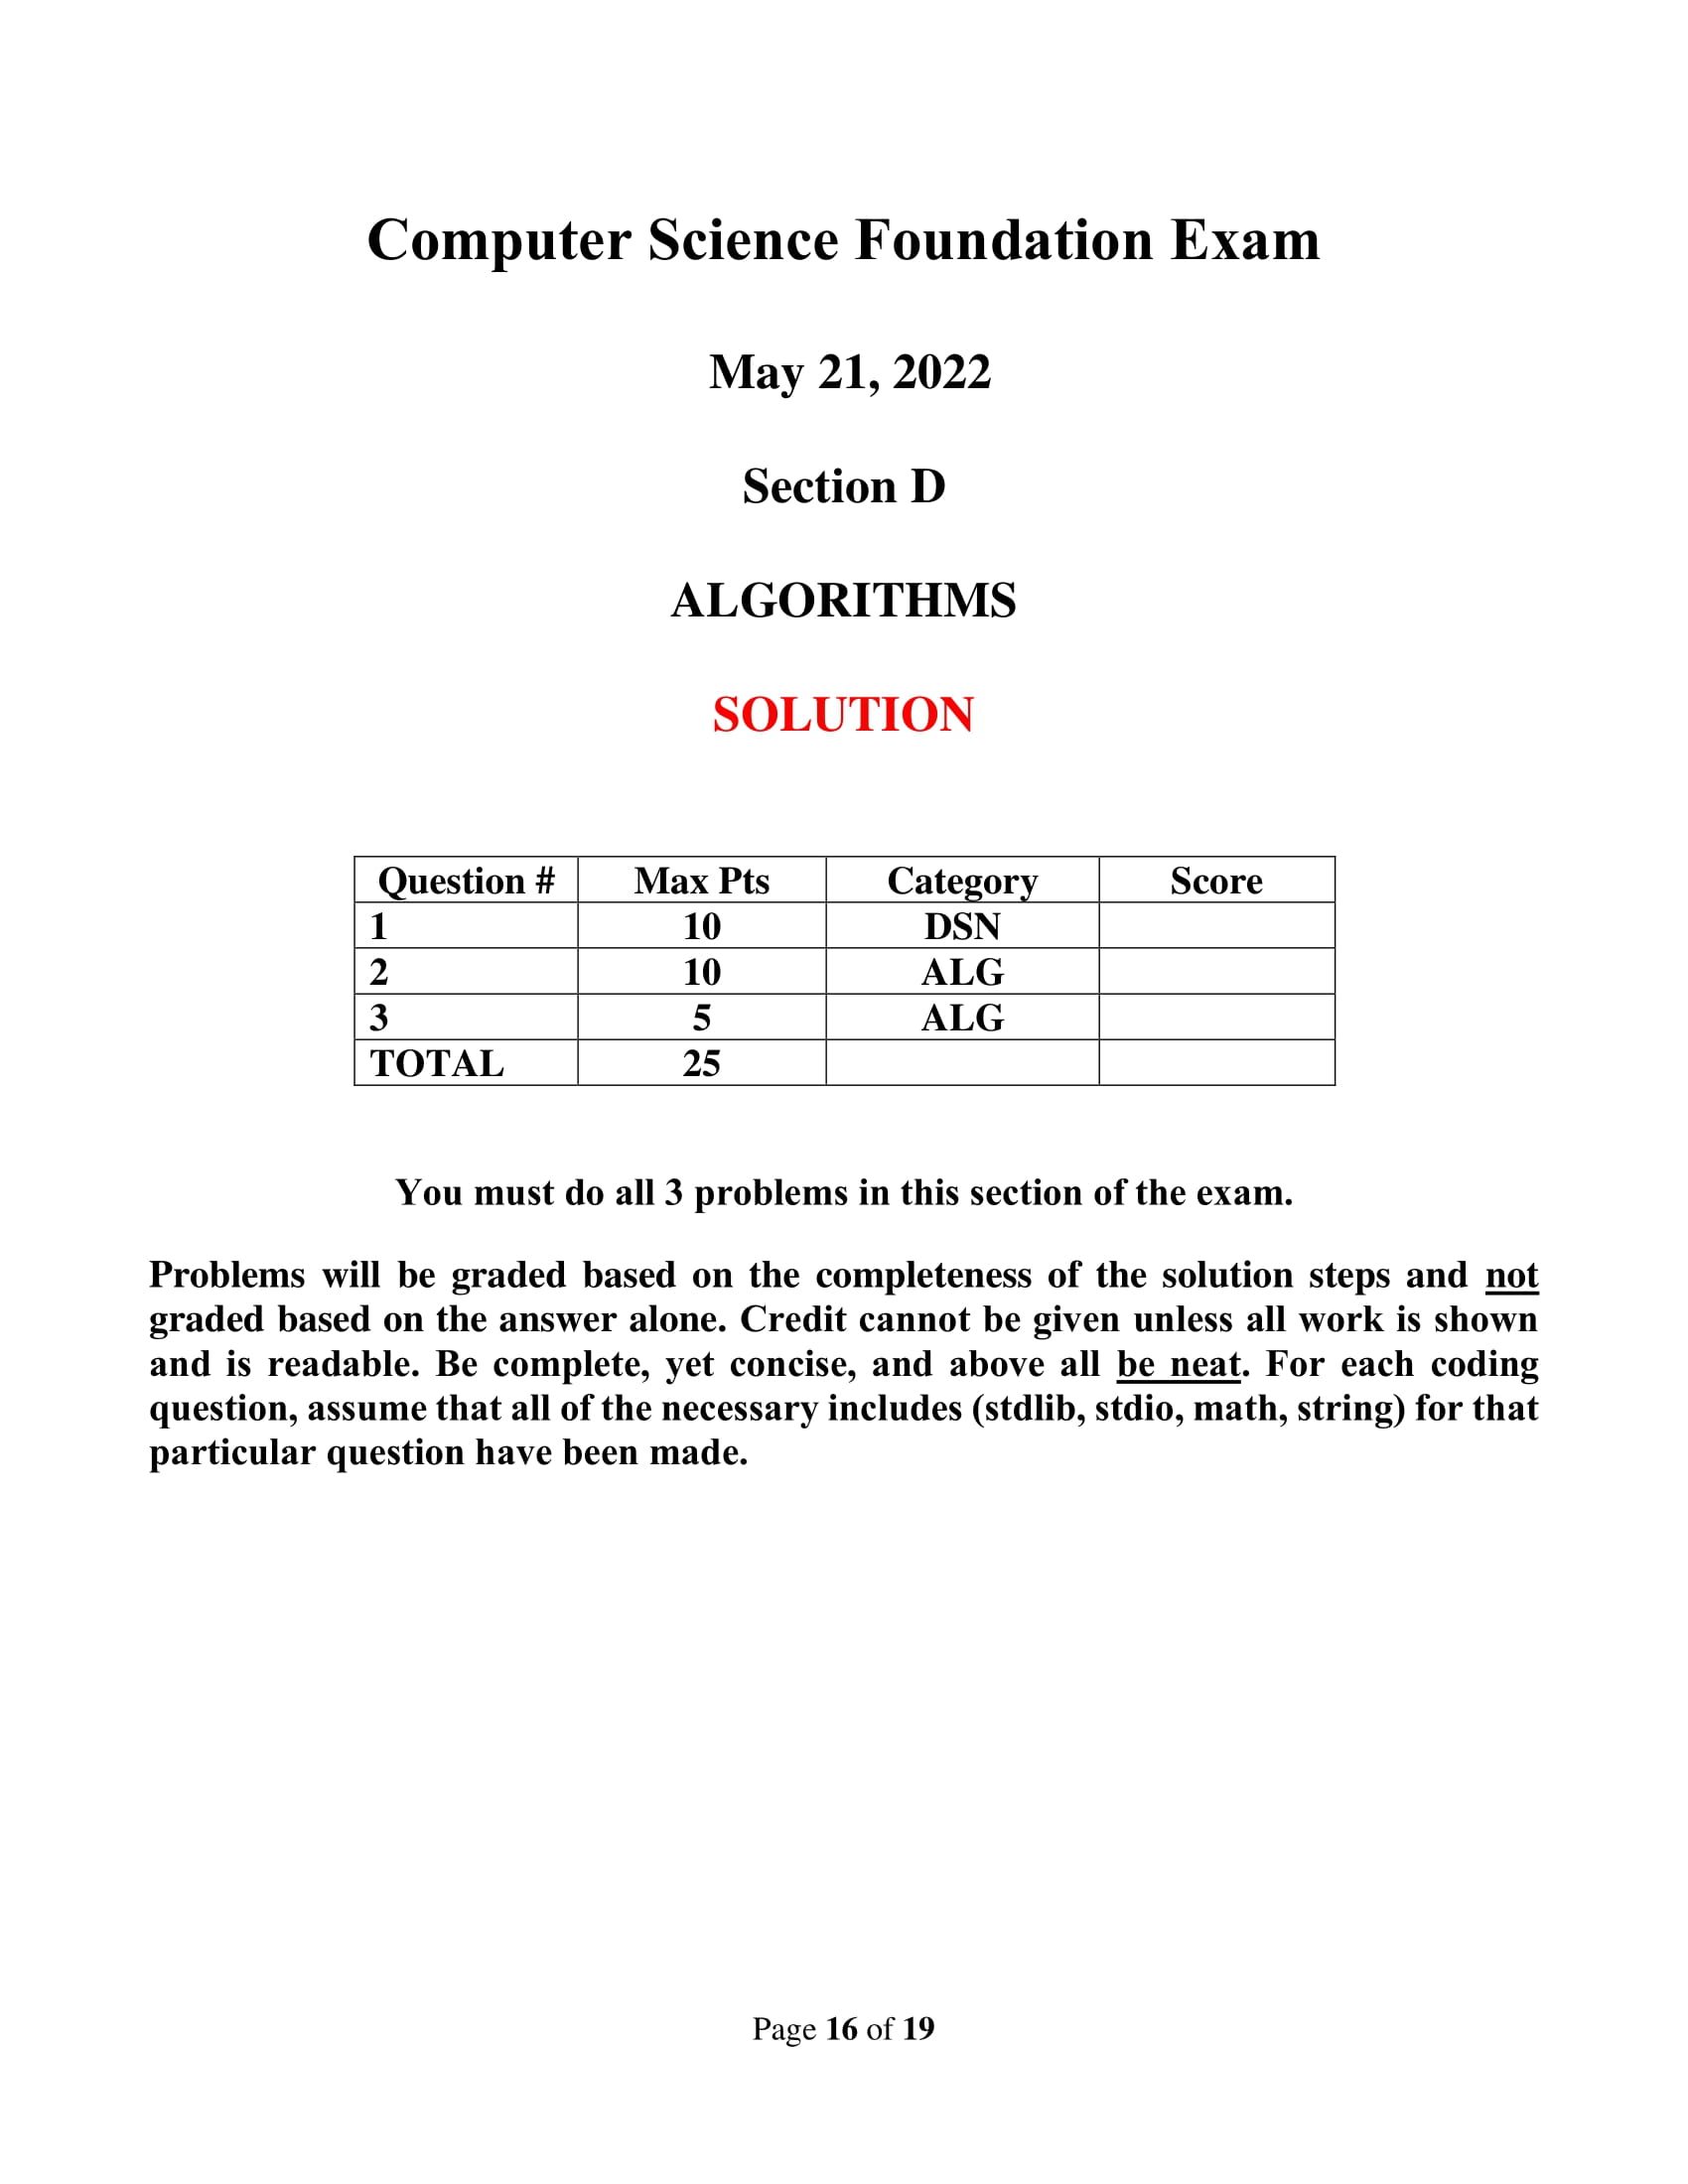 Computer Science Foundation Exam
May 21, 2022
Section D
ALGORITHMS
SOLUTION
Question # Max Pts Category Score
1 10 DSN
2 10 ALG
3 5 ALG
TOTAL 25
You must do all 3 problems in this section of the exam.
Problems will be graded based on the completeness of the solution steps and not
graded based on the answer alone. Credit cannot be given unless all work is shown
and is readable. Be complete, yet concise, and above all be neat. For each coding
question, assume that all of the necessary includes (stdlib, stdio, math, string) for that
particular question have been made.
Page 16 of 19